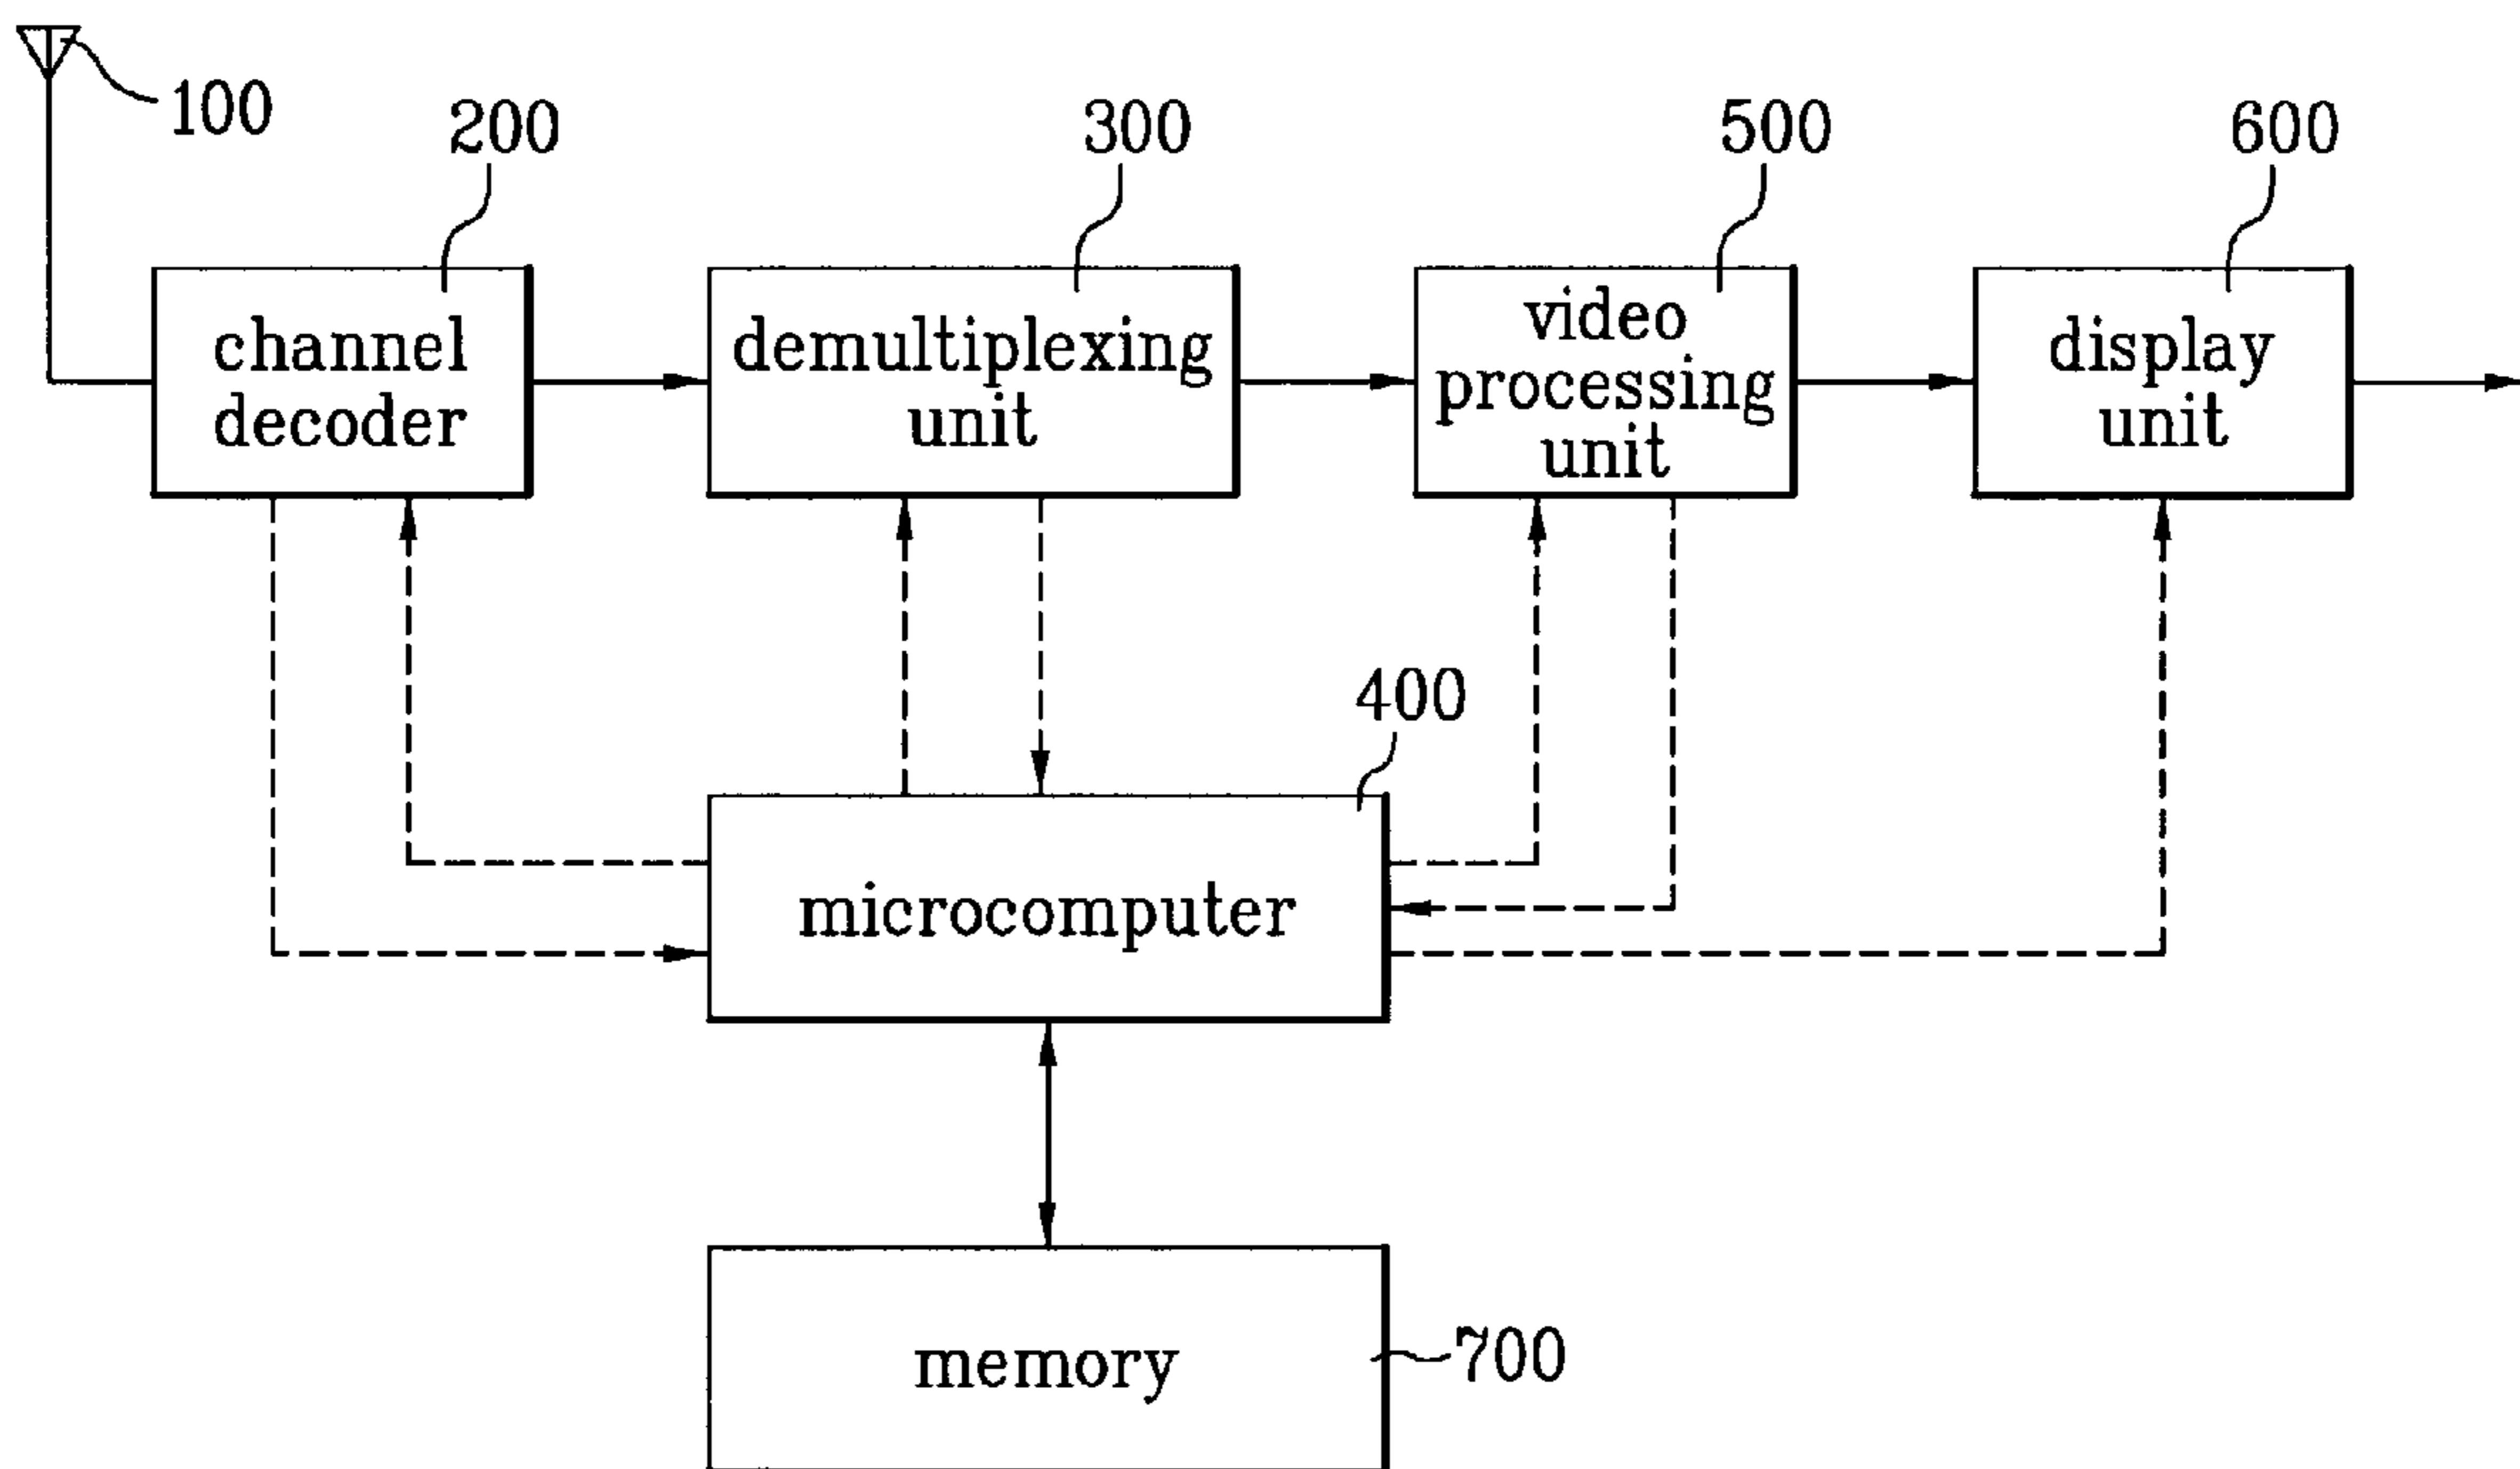 100
200
300
500
600
channel
decoder
demultiplexing
unit
video
processing
unit
display
unit
400
microcomputer
memory
700